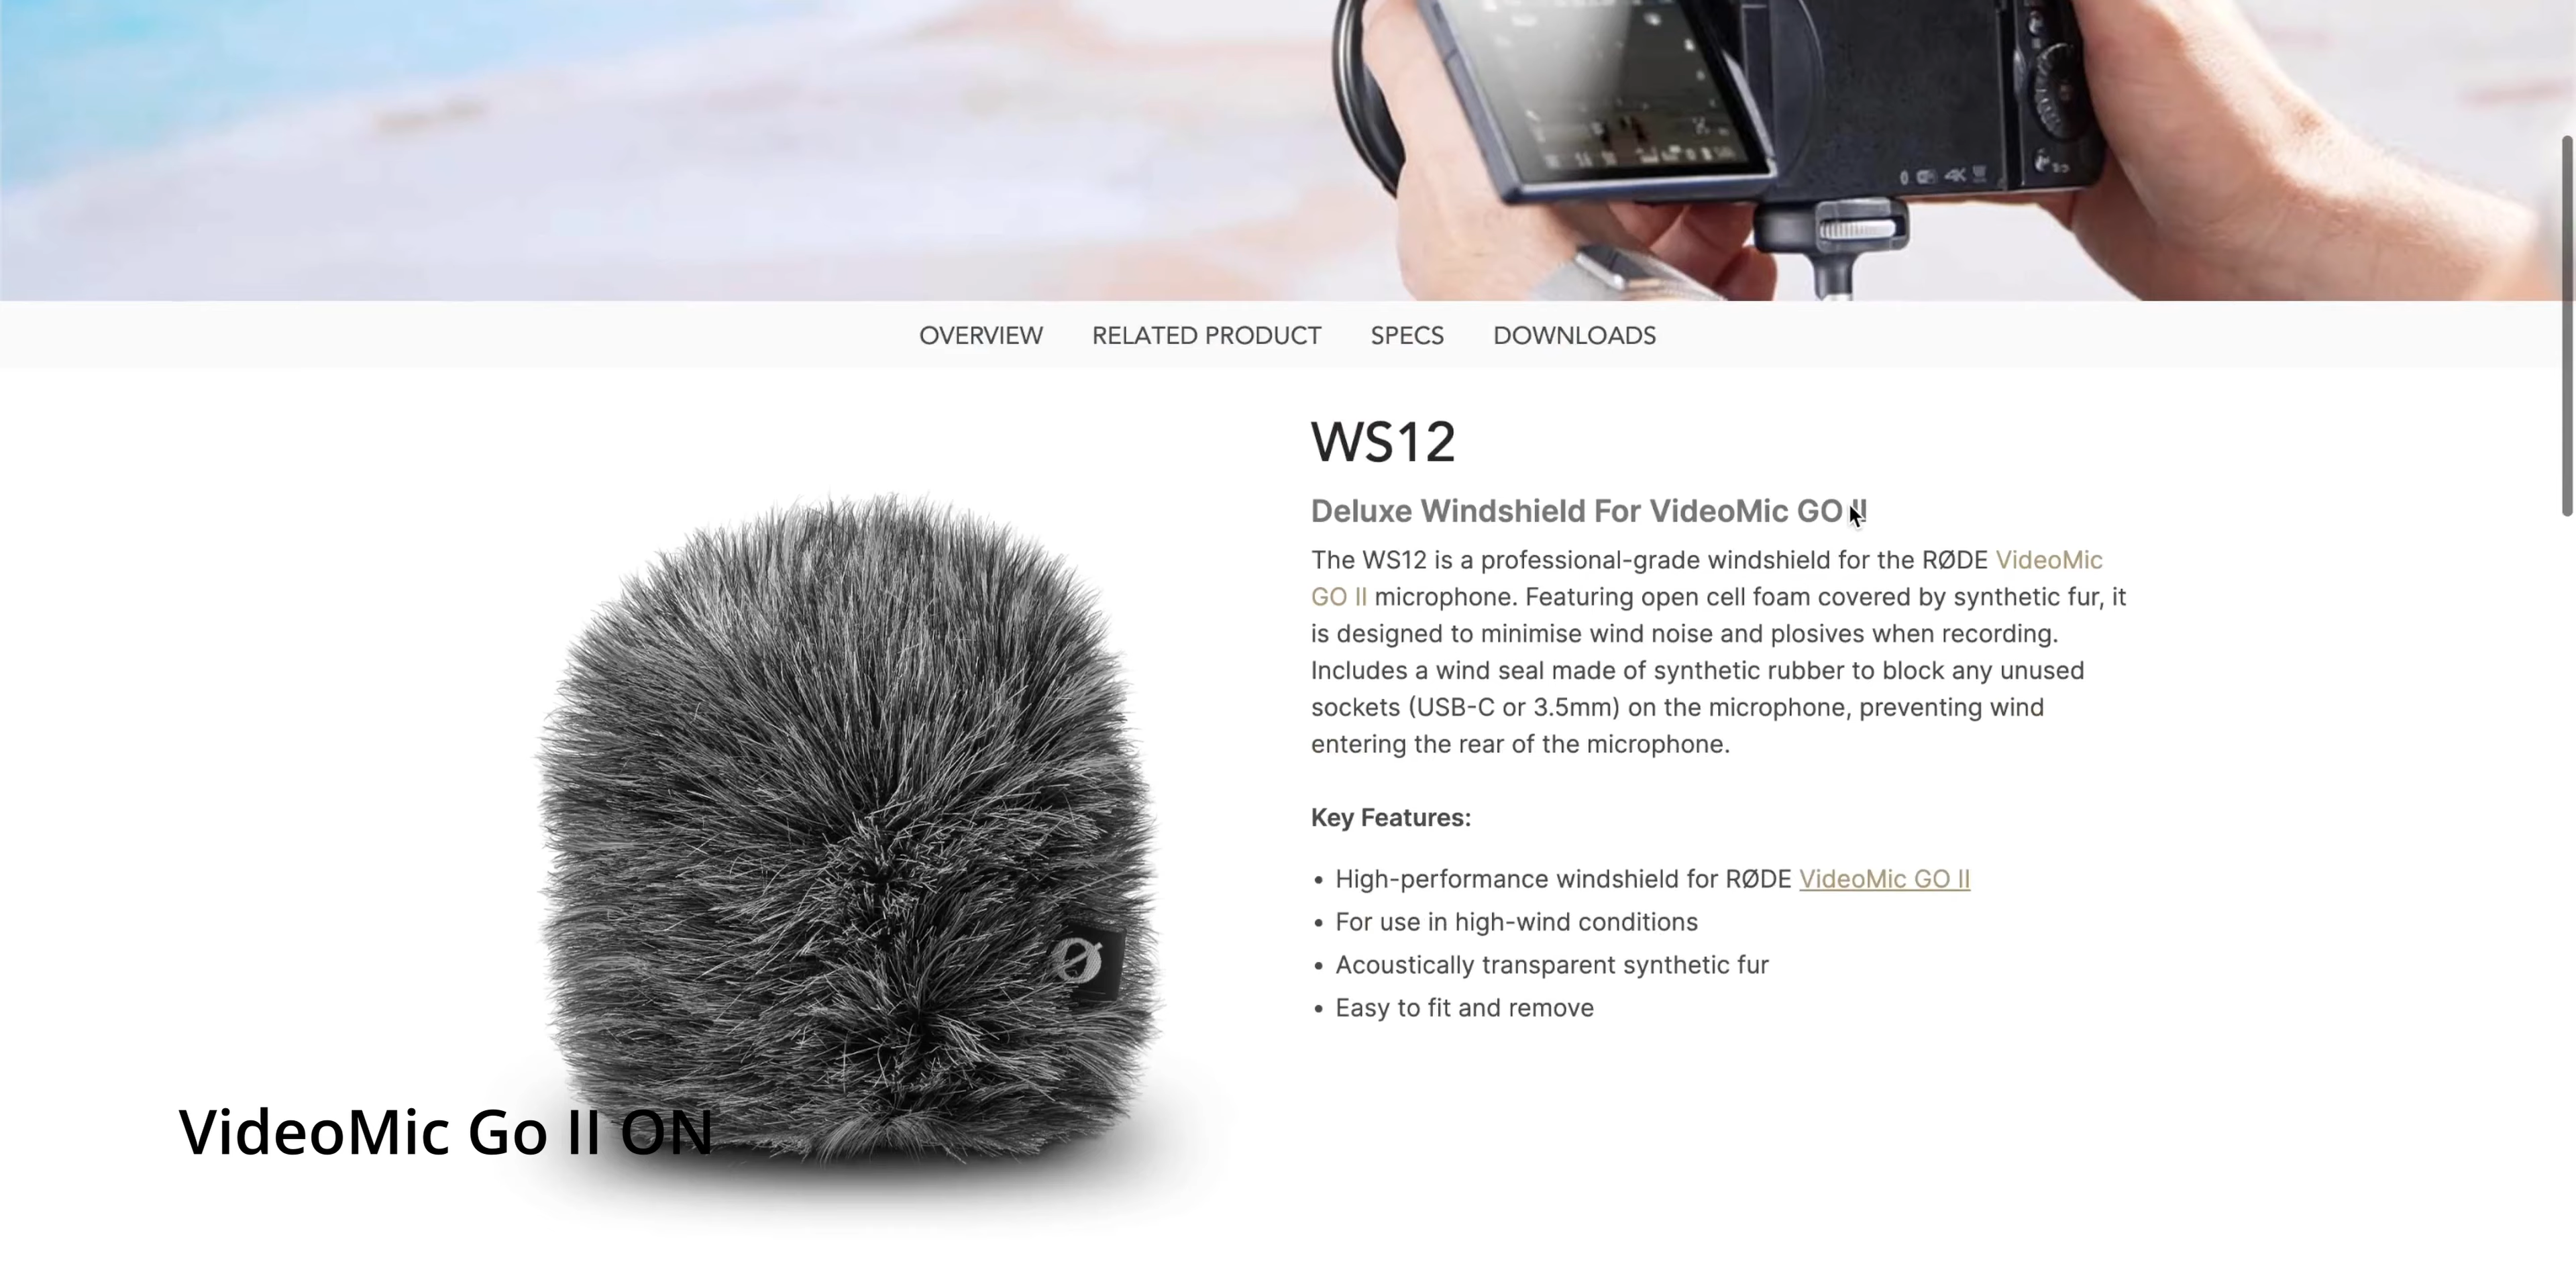 4K
OVERVIEW RELATED PRODUCT SPECS DOWNLOADS
WS12
Deluxe Windshield For VideoMic GO II
The WS12 is a professional-grade windshield for the RØDE VideoMic
GO II microphone. Featuring open cell foam covered by synthetic fur, it
is designed to minimise wind noise and plosives when recording.
Includes a wind seal made of synthetic rubber to block any unused
sockets (USB-C or 3.5mm) on the microphone, preventing wind
entering the rear of the microphone.
Key Features:
• High-performance windshield for RØDE VideoMic GO II
• For use in high-wind conditions
• Acoustically transparent synthetic fur
• Easy to fit and remove
Ø
VideoMic Go II ON